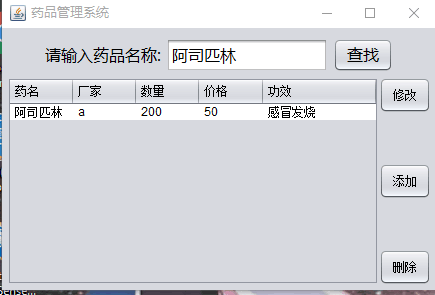 药品管理系统
请输入药品名称: 阿司匹林 查找
药名 厂家 数量 价格 功效
阿司匹林 a 200 50 感冒发烧
修改
添加
删除